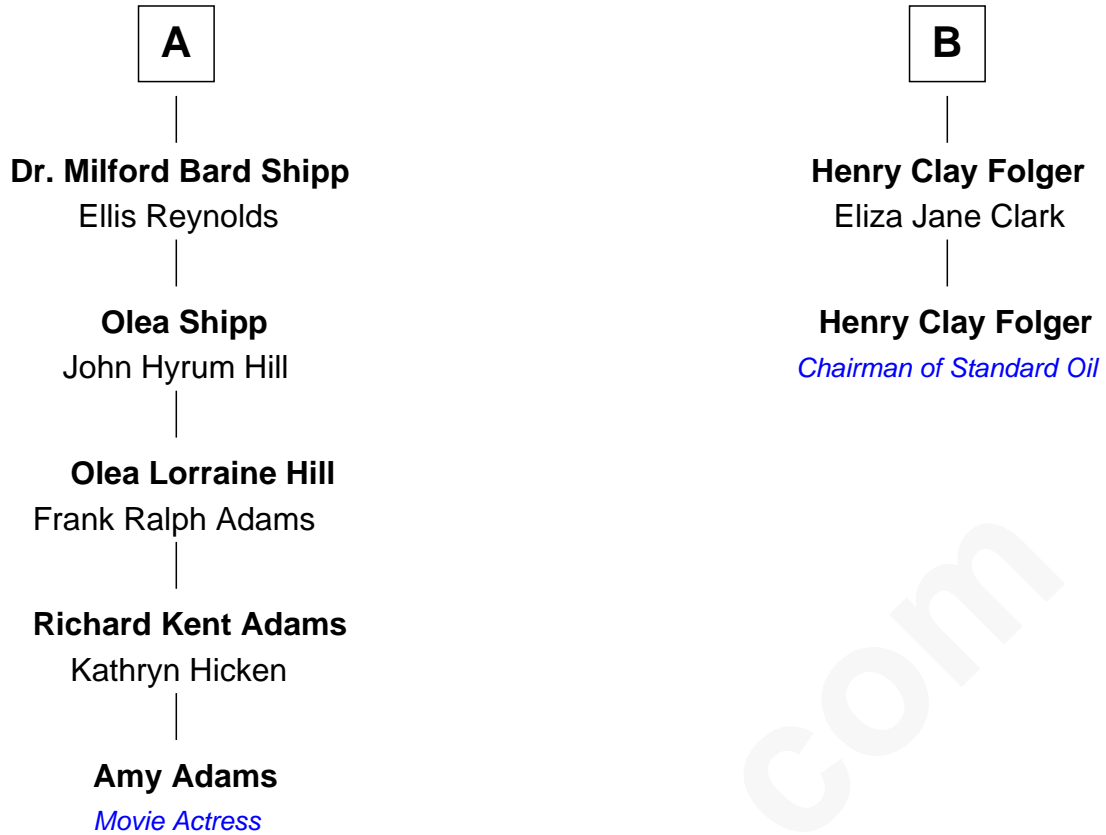 A
Dr. Milford Bard Shipp
Ellis Reynolds
Olea Shipp
John Hyrum Hill
Olea Lorraine Hill
Frank Ralph Adams
Richard Kent Adams
Kathryn Hicken
Amy Adams
Movie Actress
B
Henry Clay Folger
Eliza Jane Clark
Henry Clay Folger
Chairman of Standard Oil
com